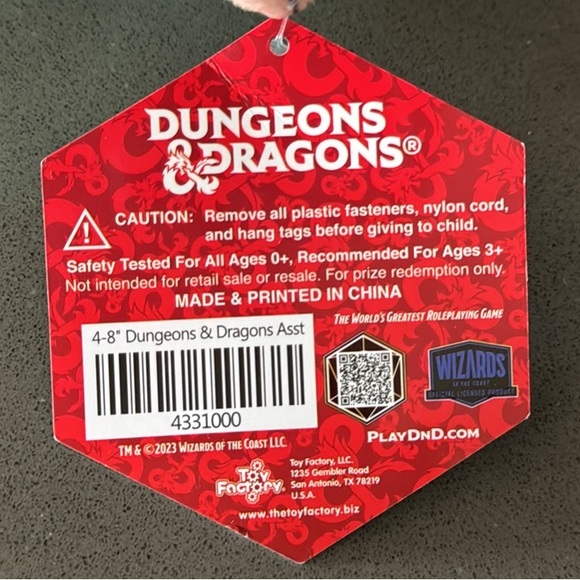 DUNGEONS
& DRAGONS®
CAUTION: Remove all plastic fasteners, nylon cord,
and hang tags before giving to child.
Safety Tested For All Ages 0+, Recommended For Ages 3+
Not intended for retail sale or resale. For prize redemption only.
MADE & PRINTED IN CHINA
THE WORLD'S GREATEST ROLEPLAYING GAME
4-8" Dungeons & Dragons Asst
4331000
WIZARDS
OF THE COAST
OFFICIAL LICENSED PRODUCT
PLAYDND.COM
TM & ©2023 WIZARDS OF THE COAST LLC.
Toy
Factory
Toy Factory, LLC.
1235 Gembler Road
San Antonio, TX 78219
U.S.A.
www.thetoyfactory.biz